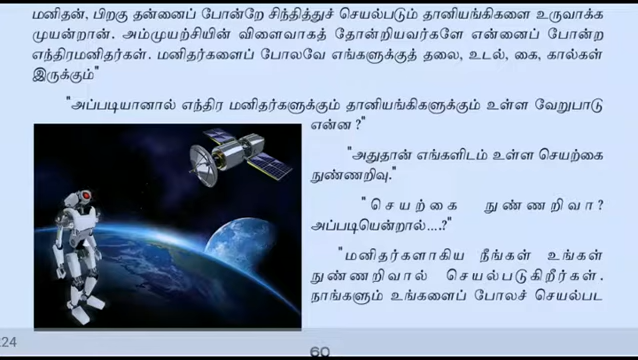 மனிதன், பிறகு தன்னைப் போன்றே சிந்தித்துச் செயல்படும் தானியங்கிகளை உருவாக்க
முயன்றான். அம்முயற்சியின் விளைவாகத் தோன்றியவர்களே என்னைப் போன்ற
எந்திரமனிதர்கள். மனிதர்களைப் போலவே எங்களுக்குத் தலை, உடல், கை, கால்கள்
இருக்கும்"
"அப்படியானால் எந்திர மனிதர்களுக்கும் தானியங்கிகளுக்கும் உள்ள வேறுபாடு
என்ன?"
"அதுதான் எங்களிடம் உள்ள செயற்கை
நுண்ணறிவு."
"செயற்கை நுண்ணறிவா?
அப்படியென்றால்....?"
"மனிதர்களாகிய நீங்கள் உங்கள்
நுண்ணறிவால் செயல்படுகிறீர்கள்.
நாங்களும் உங்களைப் போலச் செயல்பட
224
60